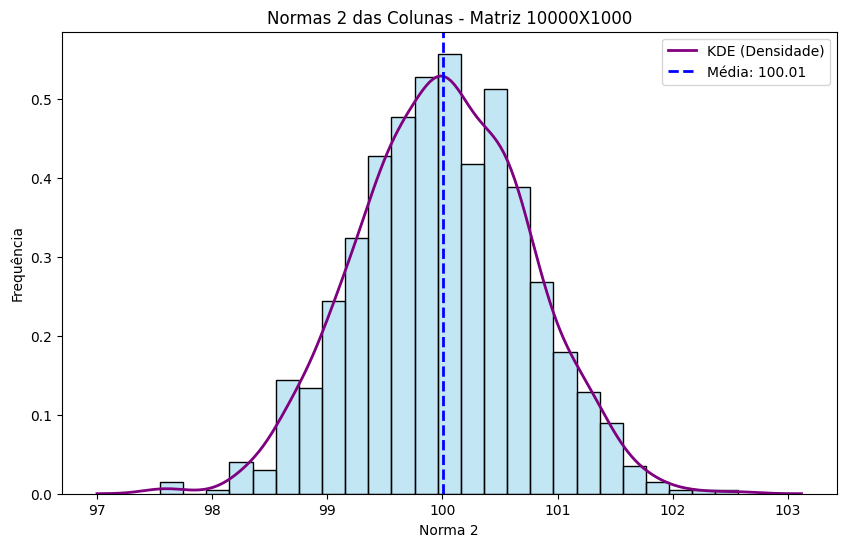 Normas 2 das Colunas - Matriz 10000X1000
KDE (Densidade)
Média: 100.01
Frequência
0.5
0.4
0.3
0.2
0.1
0.0
97 98 99 100 101 102 103
Norma 2